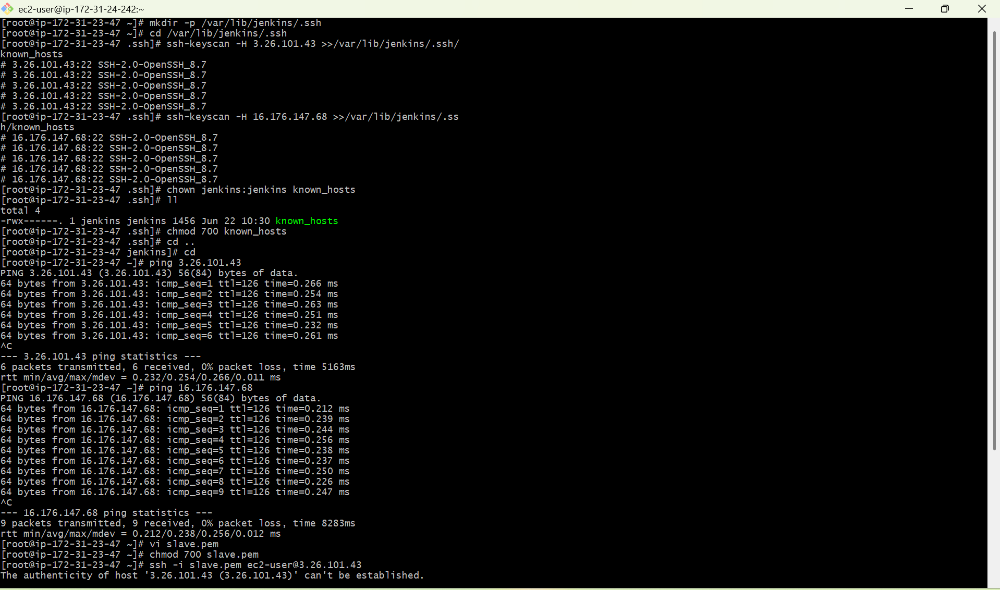 ec2-user@ip-172-31-24-242:~
[root@ip-172-31-23-47 ~]# mkdir -p /var/lib/jenkins/.ssh
[root@ip-172-31-23-47 ~]# cd /var/lib/jenkins/.ssh
[root@ip-172-31-23-47 .ssh]# ssh-keyscan -H 3.26.101.43 >>/var/lib/jenkins/.ssh/
known_hosts
# 3.26.101.43:22 SSH-2.0-OpenSSH_8.7
# 3.26.101.43:22 SSH-2.0-OpenSSH_8.7
# 3.26.101.43:22 SSH-2.0-OpenSSH_8.7
# 3.26.101.43:22 SSH-2.0-OpenSSH_8.7
# 3.26.101.43:22 SSH-2.0-OpenSSH_8.7
[root@ip-172-31-23-47 .ssh]# ssh-keyscan -H 16.176.147.68 >>/var/lib/jenkins/.ss
h/known_hosts
# 16.176.147.68:22 SSH-2.0-OpenSSH_8.7
# 16.176.147.68:22 SSH-2.0-OpenSSH_8.7
# 16.176.147.68:22 SSH-2.0-OpenSSH_8.7
# 16.176.147.68:22 SSH-2.0-OpenSSH_8.7
# 16.176.147.68:22 SSH-2.0-OpenSSH_8.7
[root@ip-172-31-23-47 .ssh]# chown jenkins:jenkins known_hosts
[root@ip-172-31-23-47 .ssh]# ll
total 4
-rwx------. 1 jenkins jenkins 1456 Jun 22 10:30 known_hosts
[root@ip-172-31-23-47 .ssh]# chmod 700 known_hosts
[root@ip-172-31-23-47 .ssh]# cd ..
[root@ip-172-31-23-47 jenkins]# cd
[root@ip-172-31-23-47 ~]# ping 3.26.101.43
PING 3.26.101.43 (3.26.101.43) 56(84) bytes of data.
64 bytes from 3.26.101.43: icmp_seq=1 ttl=126 time=0.266 ms
64 bytes from 3.26.101.43: icmp_seq=2 ttl=126 time=0.254 ms
64 bytes from 3.26.101.43: icmp_seq=3 ttl=126 time=0.263 ms
64 bytes from 3.26.101.43: icmp_seq=4 ttl=126 time=0.251 ms
64 bytes from 3.26.101.43: icmp_seq=5 ttl=126 time=0.232 ms
64 bytes from 3.26.101.43: icmp_seq=6 ttl=126 time=0.261 ms
^C
--- 3.26.101.43 ping statistics ---
6 packets transmitted, 6 received, 0% packet loss, time 5163ms
rtt min/avg/max/mdev = 0.232/0.254/0.266/0.011 ms
[root@ip-172-31-23-47 ~]# ping 16.176.147.68
PING 16.176.147.68 (16.176.147.68) 56(84) bytes of data.
64 bytes from 16.176.147.68: icmp_seq=1 ttl=126 time=0.212 ms
64 bytes from 16.176.147.68: icmp_seq=2 ttl=126 time=0.239 ms
64 bytes from 16.176.147.68: icmp_seq=3 ttl=126 time=0.244 ms
64 bytes from 16.176.147.68: icmp_seq=4 ttl=126 time=0.256 ms
64 bytes from 16.176.147.68: icmp_seq=5 ttl=126 time=0.238 ms
64 bytes from 16.176.147.68: icmp_seq=6 ttl=126 time=0.237 ms
64 bytes from 16.176.147.68: icmp_seq=7 ttl=126 time=0.250 ms
64 bytes from 16.176.147.68: icmp_seq=8 ttl=126 time=0.226 ms
64 bytes from 16.176.147.68: icmp_seq=9 ttl=126 time=0.247 ms
^C
--- 16.176.147.68 ping statistics ---
9 packets transmitted, 9 received, 0% packet loss, time 8283ms
rtt min/avg/max/mdev = 0.212/0.238/0.256/0.012 ms
[root@ip-172-31-23-47 ~]# vi slave.pem
[root@ip-172-31-23-47 ~]# chmod 700 slave.pem
[root@ip-172-31-23-47 ~]# ssh -i slave.pem ec2-user@3.26.101.43
The authenticity of host '3.26.101.43 (3.26.101.43)' can't be established.